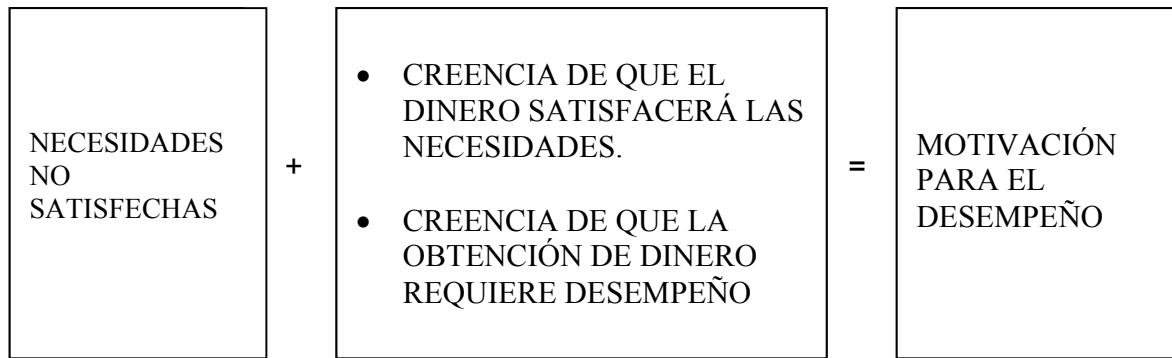 NECESIDADES
NO
SATISFECHAS
+
• CREENCIA DE QUE EL
DINERO SATISFACERÁ LAS
NECESIDADES.
• CREENCIA DE QUE LA
OBTENCIÓN DE DINERO
REQUIERE DESEMPEÑO
=
MOTIVACIÓN
PARA EL
DESEMPEÑO